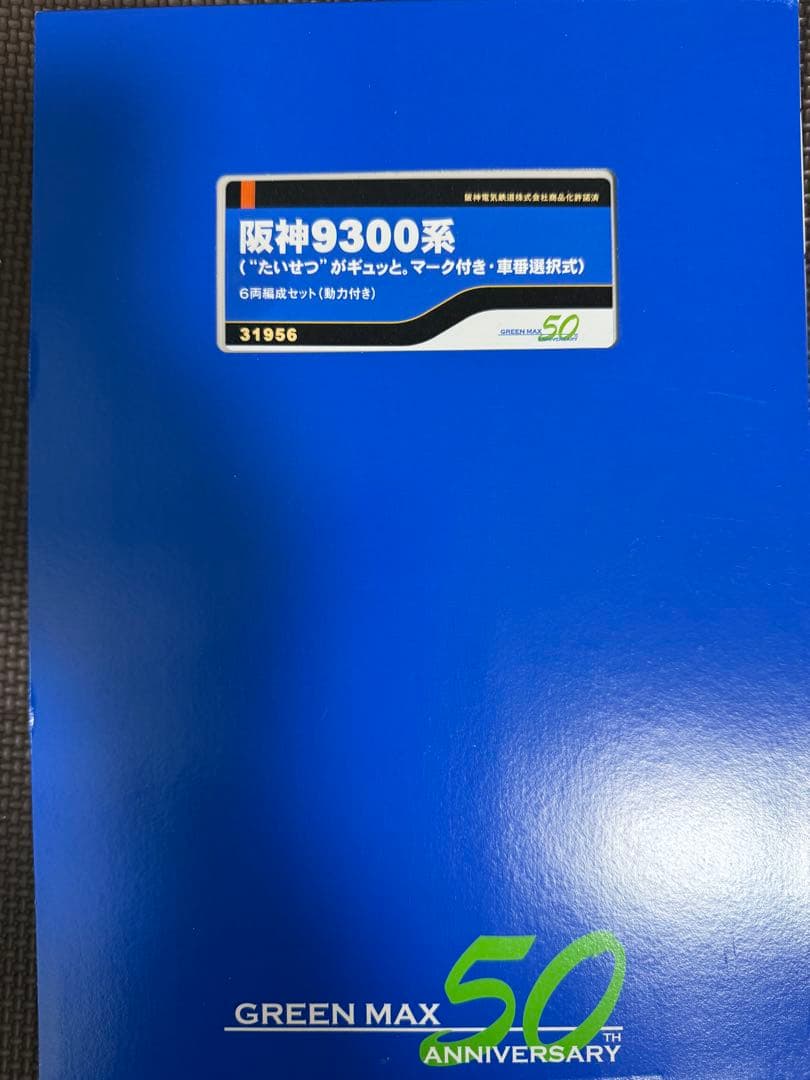 阪神電気鉄道株式会社商品化許諾済
阪神9300系
(“たいせつ”がギュッと。マーク付き・車番選択式)
6両編成セット(動力付き)
31956
GREEN MAX 50TH
ANNIVERSARY
GREEN MAX 50TH
ANNIVERSARY